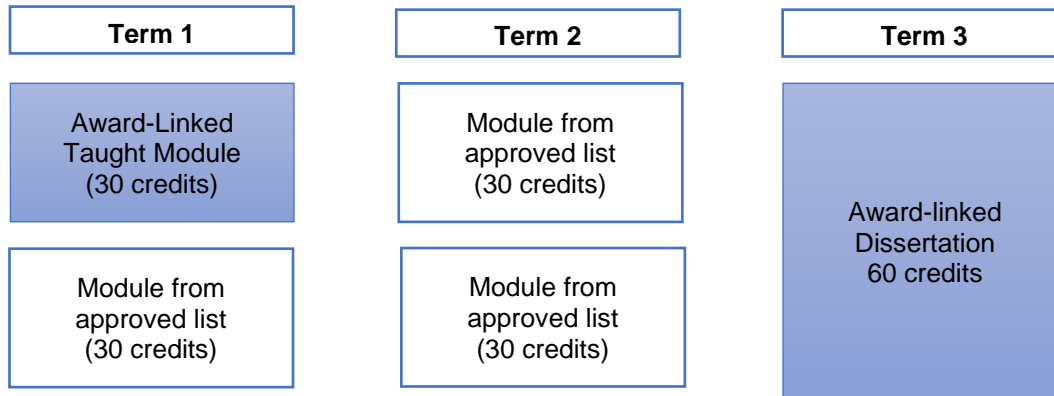 Term 1
Term 2
Term 3
Award-Linked
Taught Module
(30 credits)
Module from
approved list
(30 credits)
Award-linked
Dissertation
60 credits
Module from
approved list
(30 credits)
Module from
approved list
(30 credits)